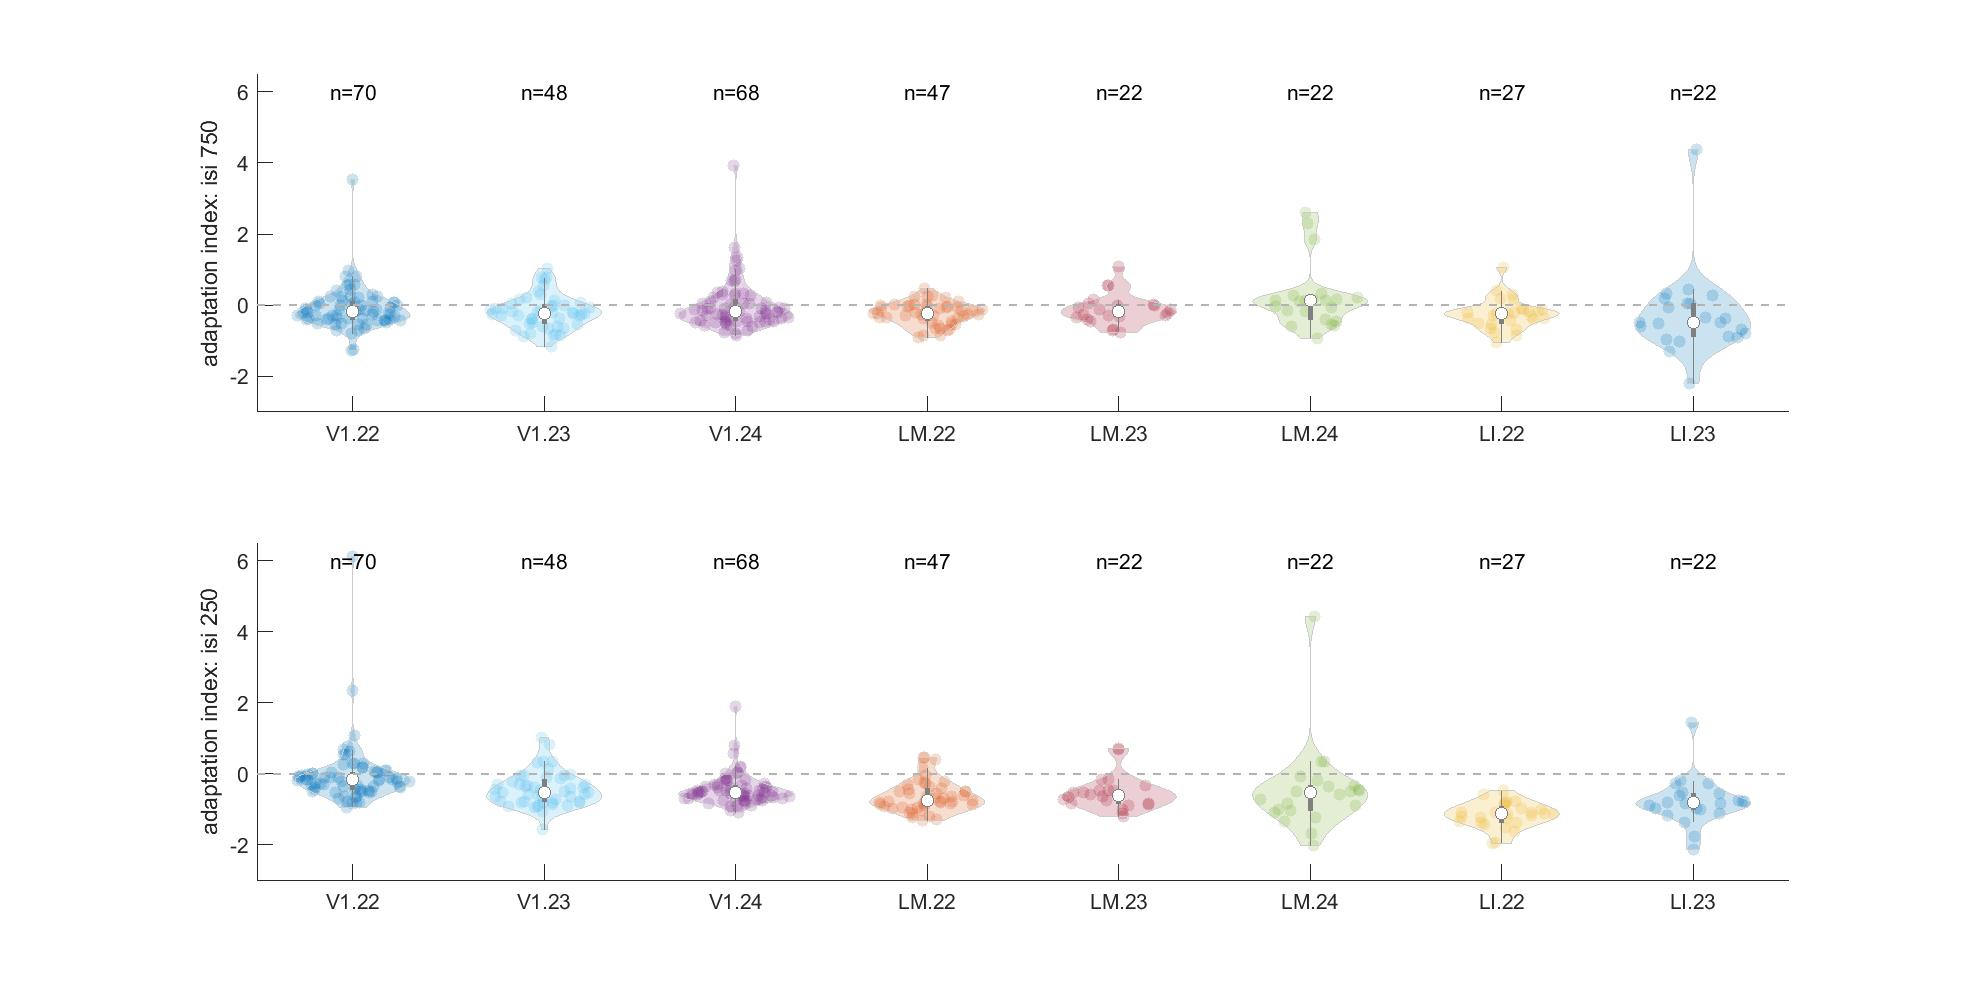 n=70 n=48 n=68 n=47 n=22 n=22 n=27 n=22
adaptation index: isi 750
6
4
2
0
-2
V1.22 V1.23 V1.24 LM.22 LM.23 LM.24 LI.22 LI.23
n=70 n=48 n=68 n=47 n=22 n=22 n=27 n=22
adaptation index: isi 250
6
4
2
0
-2
V1.22 V1.23 V1.24 LM.22 LM.23 LM.24 LI.22 LI.23